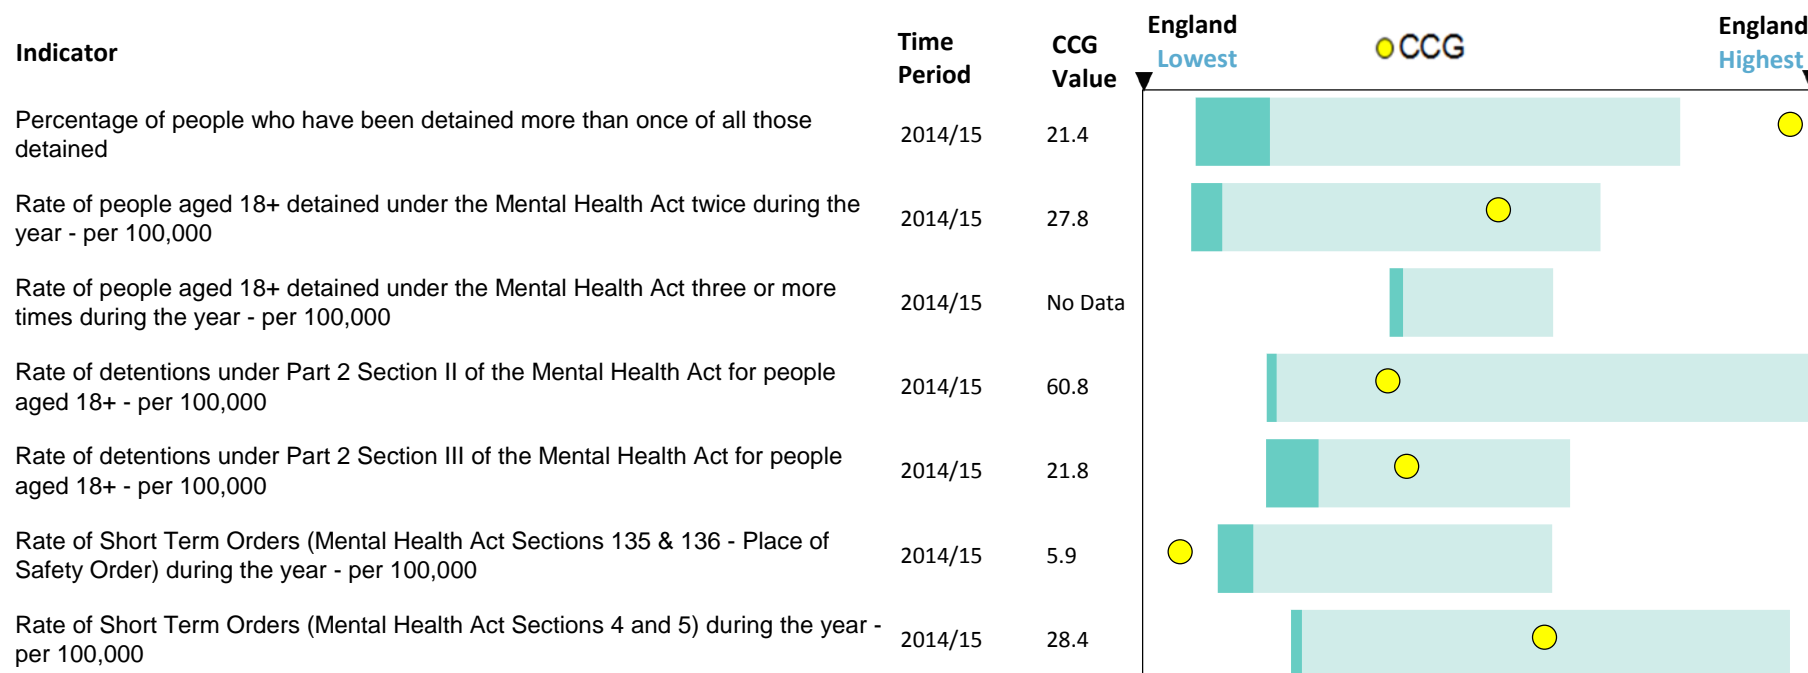 Indicator
Time
Period
CCG
Value
England
Lowest
CCG
England
Highest
Percentage of people who have been detained more than once of all those
detained
2014/15
21.4
Rate of people aged 18+ detained under the Mental Health Act twice during the
year - per 100,000
2014/15
27.8
Rate of people aged 18+ detained under the Mental Health Act three or more
times during the year - per 100,000
2014/15
No Data
Rate of detentions under Part 2 Section II of the Mental Health Act for people
aged 18+ - per 100,000
2014/15
60.8
Rate of detentions under Part 2 Section III of the Mental Health Act for people
aged 18+ - per 100,000
2014/15
21.8
Rate of Short Term Orders (Mental Health Act Sections 135 & 136 - Place of
Safety Order) during the year - per 100,000
2014/15
5.9
Rate of Short Term Orders (Mental Health Act Sections 4 and 5) during the year -
per 100,000
2014/15
28.4